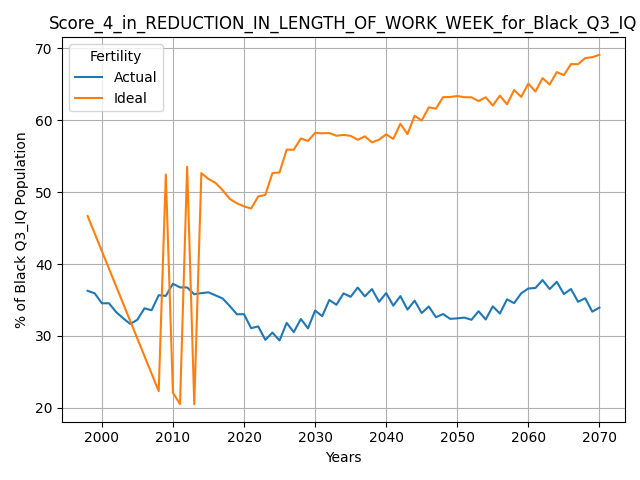 Score_4_in_REDUCTION_IN_LENGTH_OF_WORK_WEEK_for_Black_Q3_IQ
Fertility
Actual
Ideal
% of Black Q3_IQ Population
70
60
50
40
30
20
2000 2010 2020 2030 2040 2050 2060 2070
Years